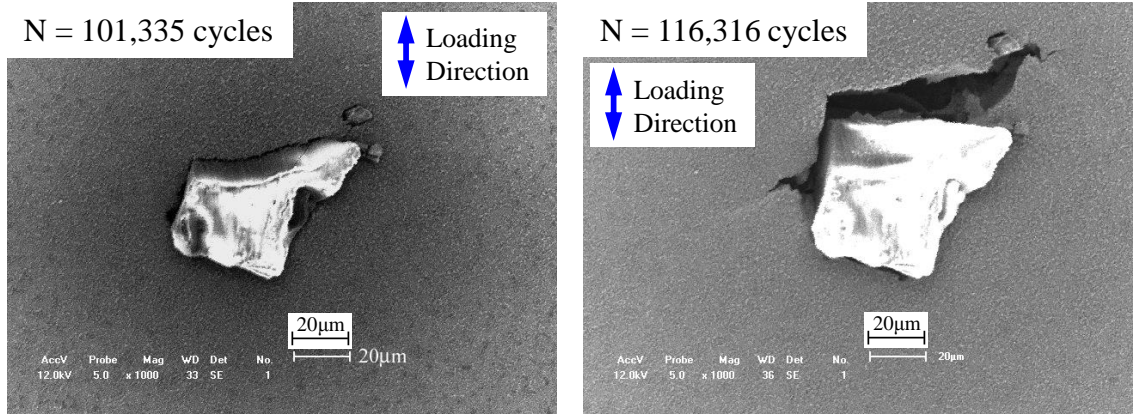 N = 101,335 cycles
Loading
Direction
20μm
20μm
AccV Probe Mag WD Det No.
12.0kV 5.0 x 1000 33 SE 1
N = 116,316 cycles
Loading
Direction
20μm
20μm
AccV Probe Mag WD Det No.
12.0kV 5.0 x 1000 36 SE 1